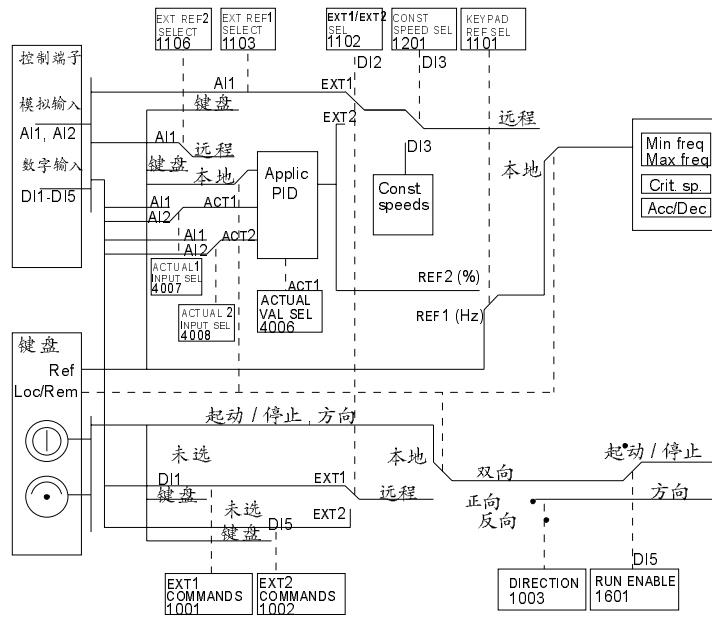 EXT REF2
SELECT
1106
EXT REF1
SELECT
1103
EXT1/EXT2
SEL
1102
CONST
SPEED SEL
1201
KEYPAD
REF SEL
1101
控制端子
模拟输入
AI1, AI2
数字输入
DI1-DI5
DI2
DI3
AI1
EXT1
键盘
EXT2
远程
AI1
远程
键盘
本地
Applic
PID
DI3
Const
speeds
本地
Min freq
Max freq
Crit. sp.
Acc/Dec
AI1
AI2
ACT1
AI1
AI2
ACT2
ACTUAL1
INPUT SEL
4007
ACTUAL 2
INPUT SEL
4008
ACT1
ACTUAL
VAL SEL
4006
REF2 (%)
REF1 (Hz)
键盘
Ref
Loc/Rem
起动 / 停止 , 方向
未选
DI1
键盘
EXT1
未选
键盘
DI5
EXT2
本地
远程
双向
正向
反向
起动 / 停止
方向
EXT1
COMMANDS
1001
EXT2
COMMANDS
1002
DIRECTION
1003
DI5
RUN ENABLE
1601